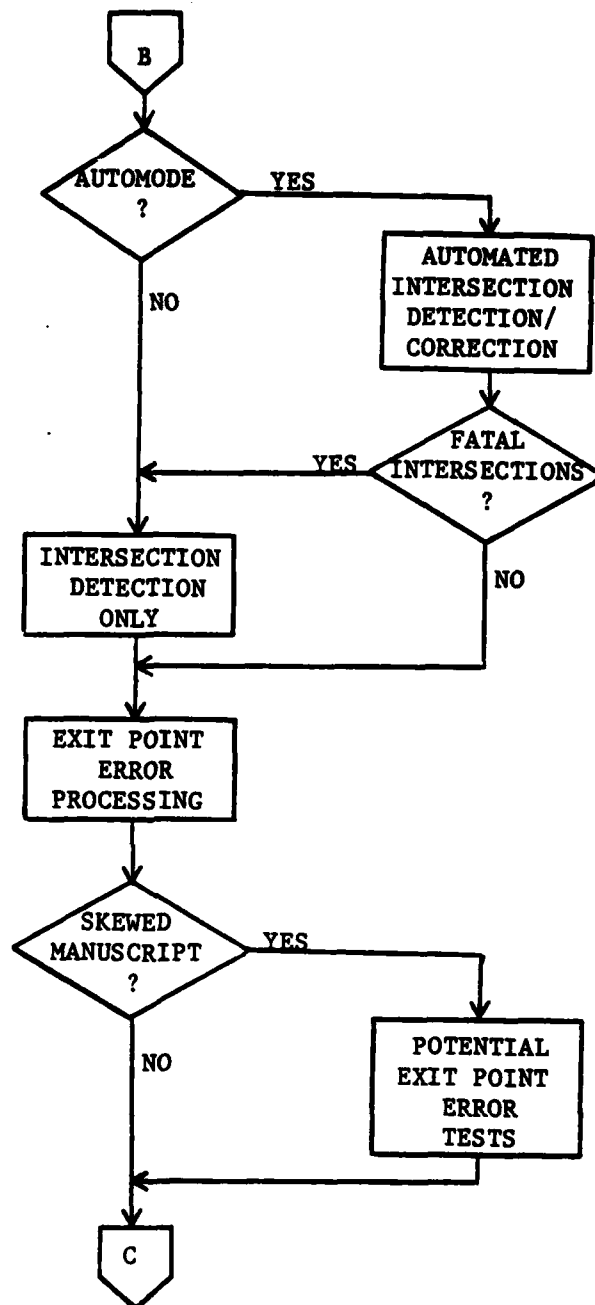 B
AUTOMODE
?
YES
NO
AUTOMATED
INTERSECTION
DETECTION/
CORRECTION
FATAL
INTERSECTIONS
?
YES
NO
INTERSECTION
DETECTION
ONLY
EXIT POINT
ERROR
PROCESSING
SKEWED
MANUSCRIPT
?
YES
NO
POTENTIAL
EXIT POINT
ERROR
TESTS
C